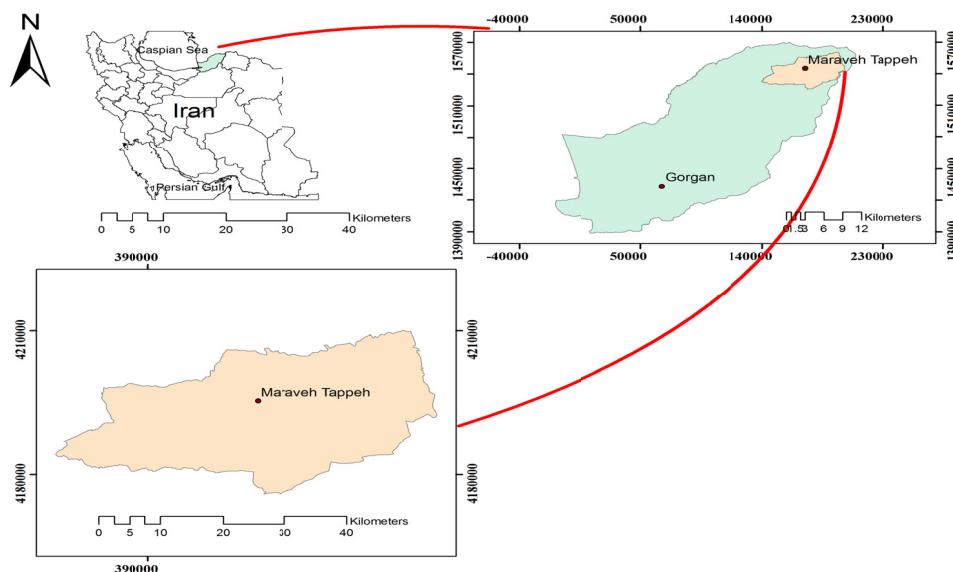 N
Caspian Sea
Iran
Persian Gulf
Kilometers
0 5 10 20 30 40
-40000 50000 140000 230000
1570000
1510000
1450000
1390000
Maraveh Tappeh
Gorgan
Kilometers
6 9 12
-40000 50000 140000 230000
390000
4210000
4180000
Maraveh Tappeh
Kilometers
0 5 10 20 30 40
4210000
4180000
390000